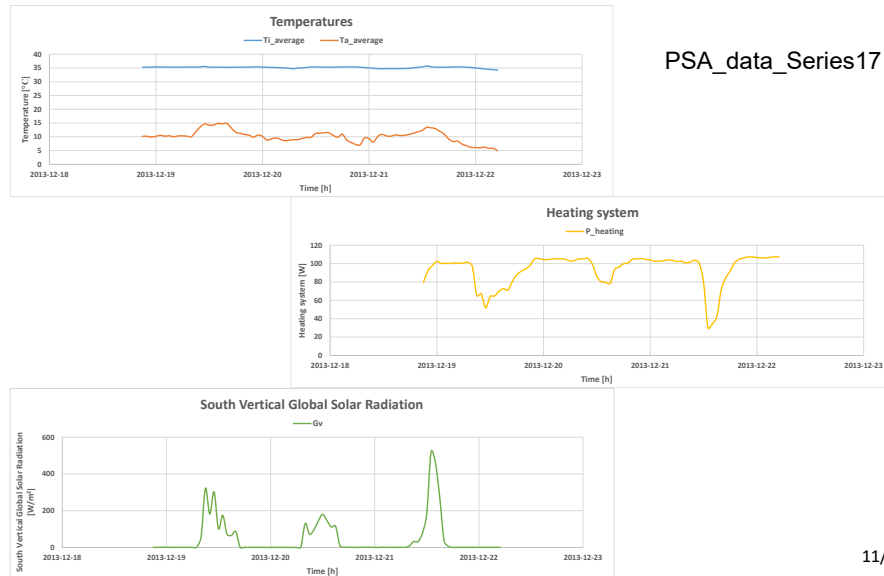 Temperatures
Ti_average Ta_average
PSA_data_Series17
40
35
30
25
20
15
10
5
0
Temperature [°C]
2013-12-18 2013-12-19 2013-12-20 2013-12-21 2013-12-22 2013-12-23
Time [h]
Heating system
P_heating
120
100
80
60
40
20
0
Heating system [W]
2013-12-18 2013-12-19 2013-12-20 2013-12-21 2013-12-22 2013-12-23
Time [h]
South Vertical Global Solar Radiation
Gv
600
400
200
0
South Vertical Global Solar Radiation
[W/m²]
2013-12-18 2013-12-19 2013-12-20 2013-12-21 2013-12-22 2013-12-23
Time [h]
11/